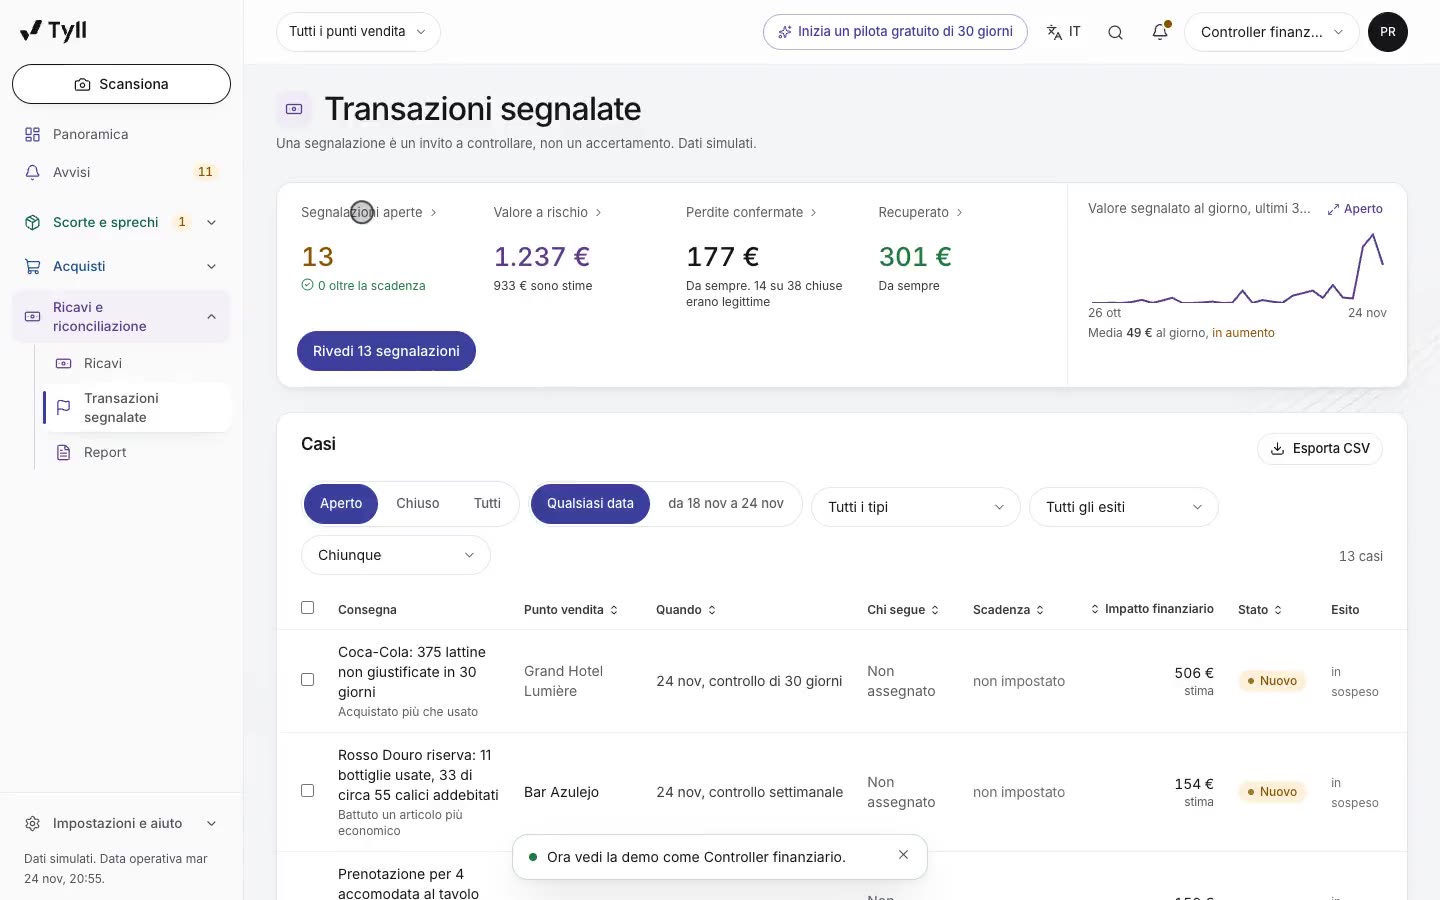 Tyll
Tutti i punti vendita
Inizia un pilota gratuito di 30 giorni
IT
Controller finanz...
PR
Scansiona
Panoramica
Avvisi
11
Scorte e sprechi
1
Acquisti
Ricavi e
riconciliazione
Ricavi
Transazioni
segnalate
Report
Impostazioni e aiuto
Dati simulati. Data operativa mar
24 nov, 20:55.
Transazioni segnalate
Una segnalazione è un invito a controllare, non un accertamento. Dati simulati.
Segnalazioni aperte
13
0 oltre la scadenza
Valore a rischio
1.237 €
933 € sono stime
Perdite confermate
177 €
Da sempre. 14 su 38 chiuse
erano legittime
Recuperato
301 €
Da sempre
Rivedi 13 segnalazioni
Valore segnalato al giorno, ultimi 3...
Aperto
26 ott
24 nov
Media 49 € al giorno, in aumento
Casi
Esporta CSV
Aperto
Chiuso
Tutti
Qualsiasi data
da 18 nov a 24 nov
Tutti i tipi
Tutti gli esiti
Chiunque
13 casi
Consegna
Punto vendita
Quando
Chi segue
Scadenza
Impatto finanziario
Stato
Esito
Coca-Cola: 375 lattine
non giustificate in 30
giorni
Acquistato più che usato
Grand Hotel
Lumière
24 nov, controllo di 30 giorni
Non
assegnato
non impostato
506 €
stima
Nuovo
in
sospeso
Rosso Douro riserva: 11
bottiglie usate, 33 di
circa 55 calici addebitati
Battuto un articolo più
economico
Bar Azulejo
24 nov, controllo settimanale
Non
assegnato
non impostato
154 €
stima
Nuovo
in
sospeso
Prenotazione per 4
accomodata al tavolo
Ora vedi la demo come Controller finanziario.